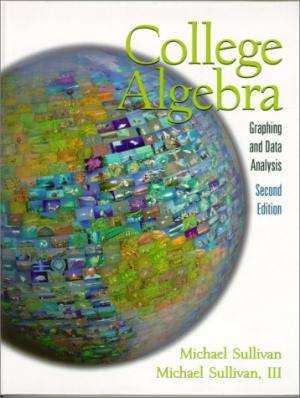 College
Algebra
Graphing
and Data
Analysis
Second
Edition
Michael Sullivan
Michael Sullivan, III